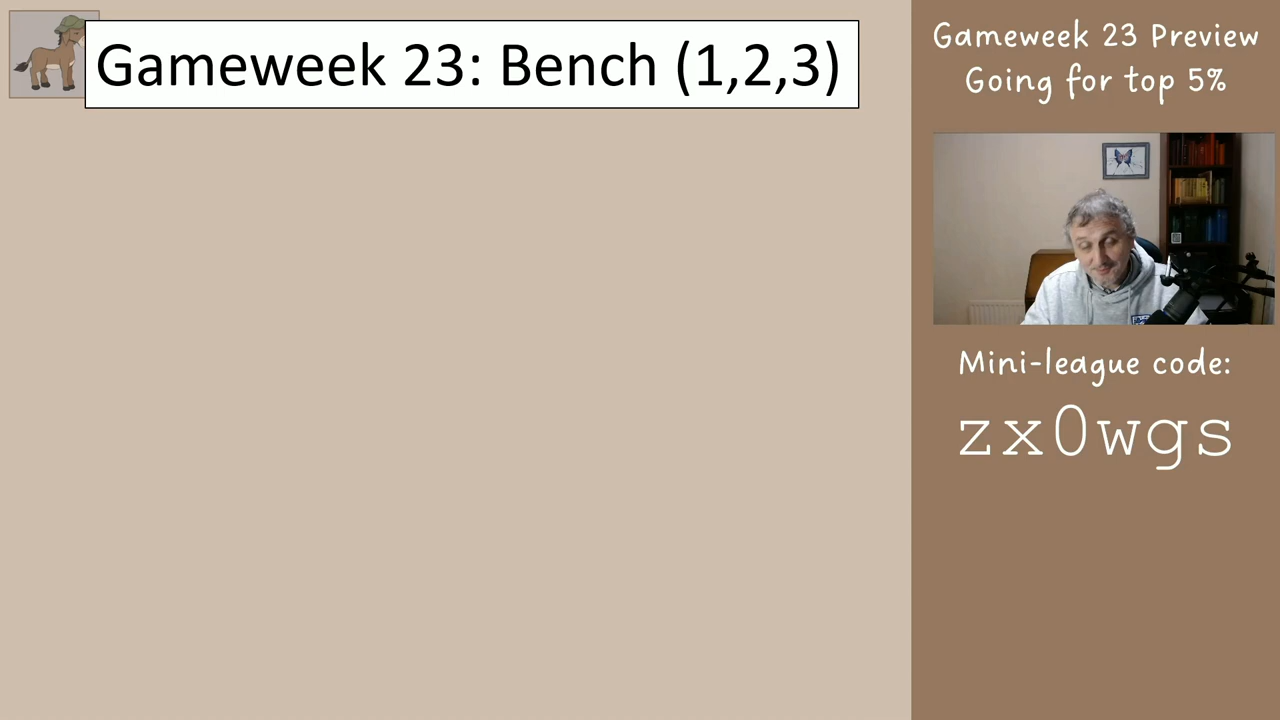 Gameweek 23: Bench (1,2,3)
Gameweek 23 Preview
Going for top 5%
Mini-league code:
zx0wgs